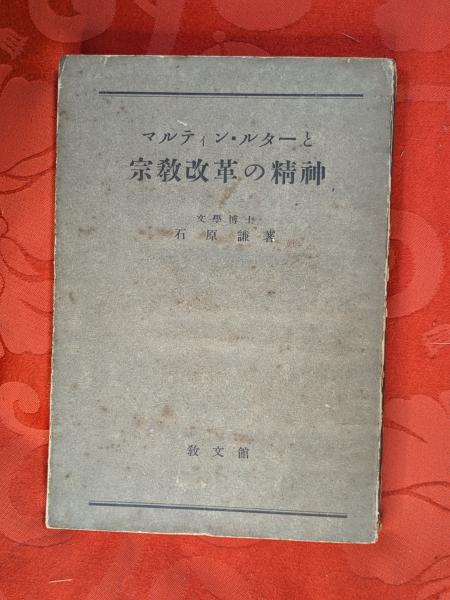 マルティン・ルターと
宗教改革の精神
文學博士
石原謙著
教文館